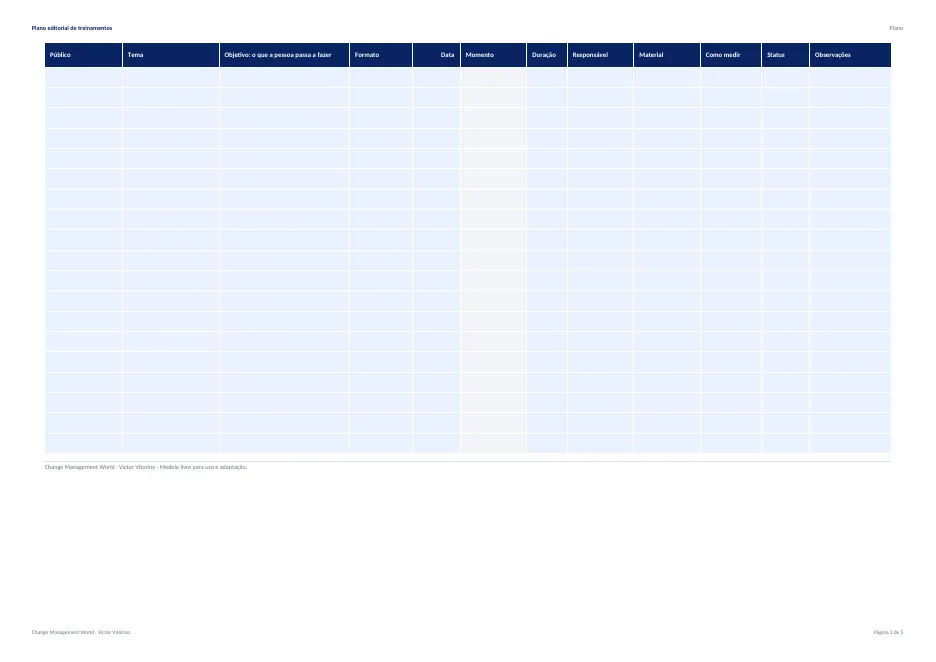 Plano editorial de treinamentos
Plano
Público Tema Objetivo: o que a pessoa passa a fazer Formato Data Momento Duração Responsável Material Como medir Status Observações
Change Management World · Victor Vitorino · Modelo livre para uso e adaptação.
Change Management World · Victor Vitorino
Página 3 de 5